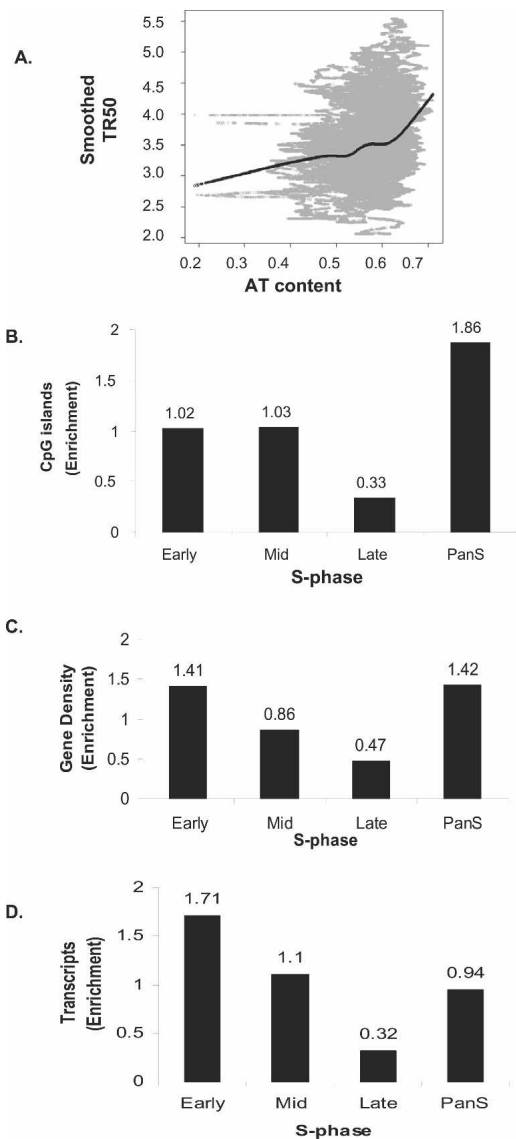 A.
Smoothed
TR50
5.5
5.0
4.5
4.0
3.5
3.0
2.5
2.0
0.2 0.3 0.4 0.5 0.6 0.7
AT content
B.
CpG islands
(Enrichment)
2
1.5
1
0.5
0
1.02
1.03
0.33
1.86
Early Mid Late PanS
S-phase
C.
Gene Density
(Enrichment)
2
1.5
1
0.5
0
1.41
0.86
0.47
1.42
Early Mid Late PanS
S-phase
D.
Transcripts
(Enrichment)
2
1.5
1
0.5
0
1.71
1.1
0.32
0.94
Early Mid Late PanS
S-phase